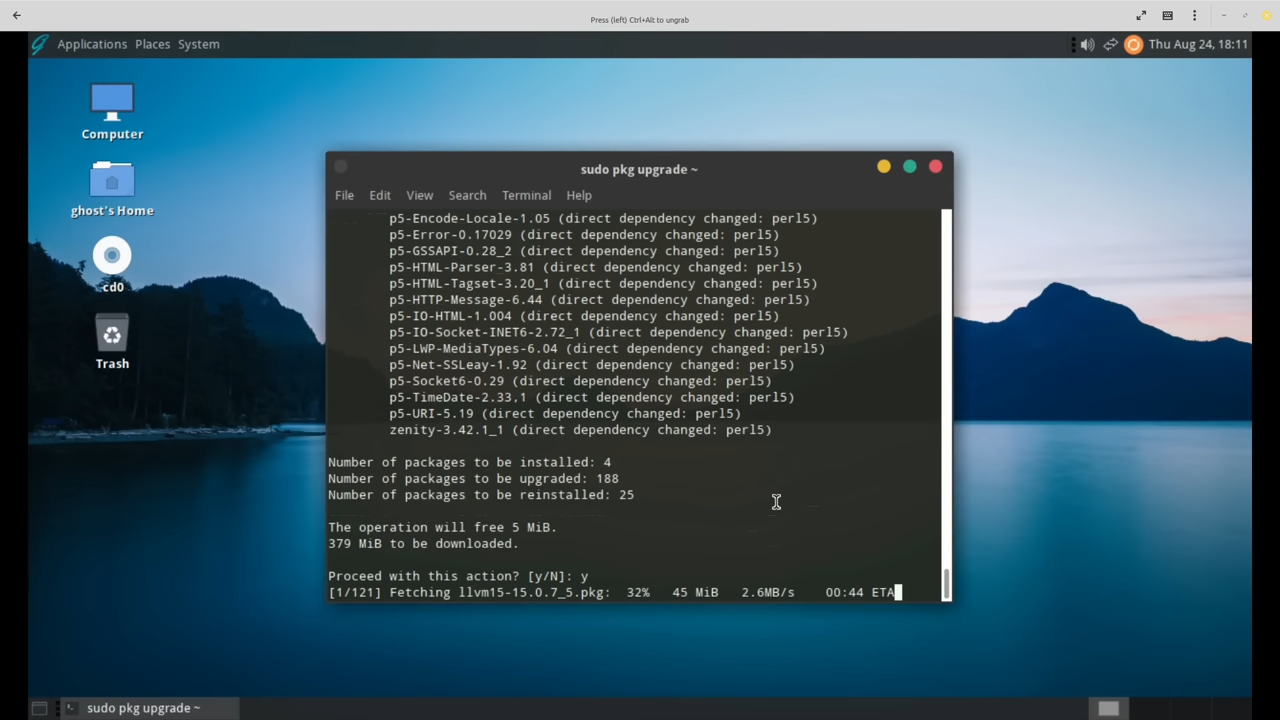 Press (left) Ctrl+Alt to ungrab
Applications Places System
Thu Aug 24, 18:11
Computer
ghost's Home
cd0
Trash
sudo pkg upgrade ~
File Edit View Search Terminal Help
p5-Encode-Locale-1.05 (direct dependency changed: perl5)
p5-Error-0.17029 (direct dependency changed: perl5)
p5-GSSAPI-0.28_2 (direct dependency changed: perl5)
p5-HTML-Parser-3.81 (direct dependency changed: perl5)
p5-HTML-Tagset-3.20_1 (direct dependency changed: perl5)
p5-HTTP-Message-6.44 (direct dependency changed: perl5)
p5-IO-HTML-1.004 (direct dependency changed: perl5)
p5-IO-Socket-INET6-2.72_1 (direct dependency changed: perl5)
p5-LWP-MediaTypes-6.04 (direct dependency changed: perl5)
p5-Net-SSLeay-1.92 (direct dependency changed: perl5)
p5-Socket6-0.29 (direct dependency changed: perl5)
p5-TimeDate-2.33,1 (direct dependency changed: perl5)
p5-URI-5.19 (direct dependency changed: perl5)
zenity-3.42.1_1 (direct dependency changed: perl5)
Number of packages to be installed: 4
Number of packages to be upgraded: 188
Number of packages to be reinstalled: 25
The operation will free 5 MiB.
379 MiB to be downloaded.
Proceed with this action? [y/N]: y
[1/121] Fetching llvm15-15.0.7_5.pkg: 32% 45 MiB 2.6MB/s 00:44 ETA
sudo pkg upgrade ~